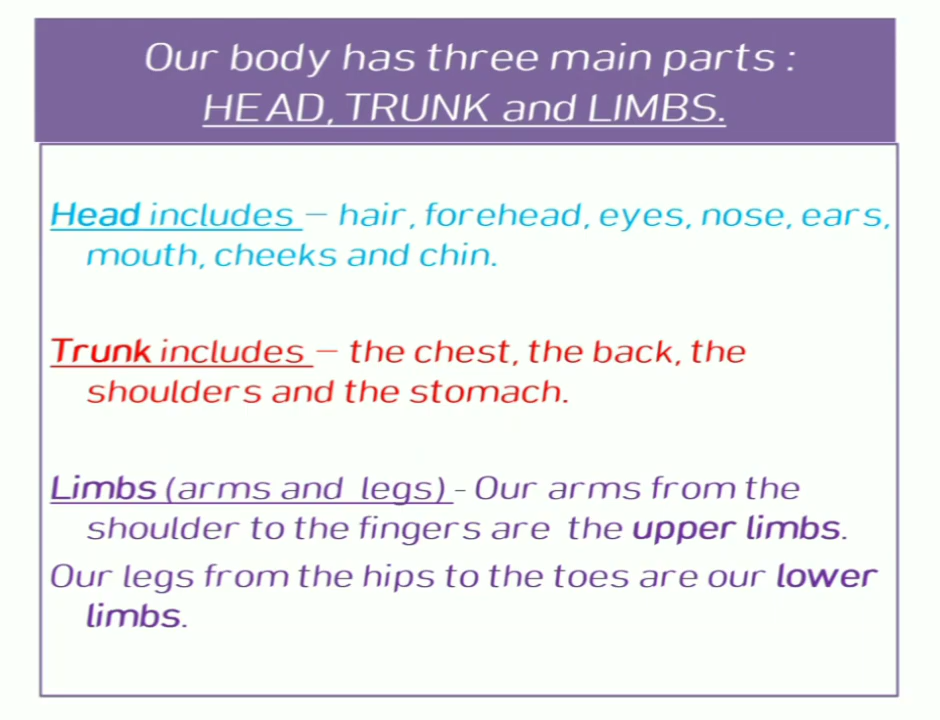 Our body has three main parts :
HEAD, TRUNK and LIMBS.
Head includes – hair, forehead, eyes, nose, ears,
mouth, cheeks and chin.
Trunk includes – the chest, the back, the
shoulders and the stomach.
Limbs (arms and legs) - Our arms from the
shoulder to the fingers are the upper limbs.
Our legs from the hips to the toes are our lower
limbs.